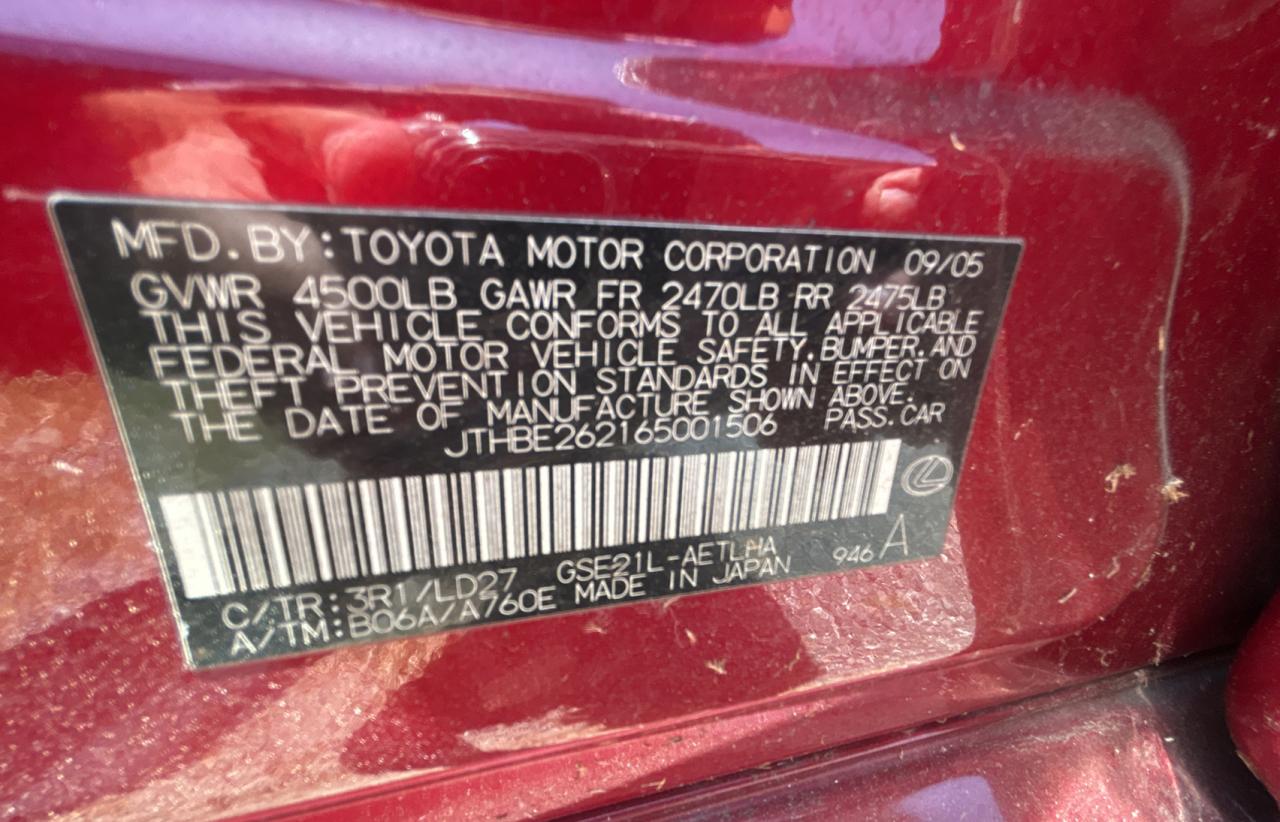 MFD. BY: TOYOTA MOTOR CORPORATION 09/05
GVWR 4500LB GAWR FR 2470LB RR 2475LB
THIS VEHICLE CONFORMS TO ALL APPLICABLE
FEDERAL MOTOR VEHICLE SAFETY, BUMPER, AND
THEFT PREVENTION STANDARDS IN EFFECT ON
THE DATE OF MANUFACTURE SHOWN ABOVE.
JTHBE262165001506 PASS. CAR
C/TR: 3R1/LD27 GSE21L-AETLHA 946 A
A/TM: B06A/A760E MADE IN JAPAN